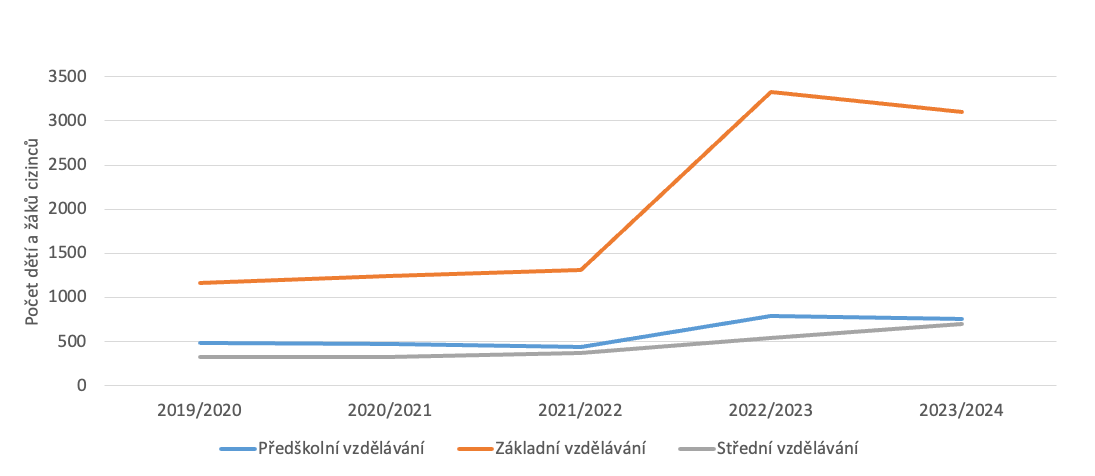 Počet dětí a žáků cizinců
3500
3000
2500
2000
1500
1000
500
0
2019/2020 2020/2021 2021/2022 2022/2023 2023/2024
Předškolní vzdělávání Základní vzdělávání Střední vzdělávání